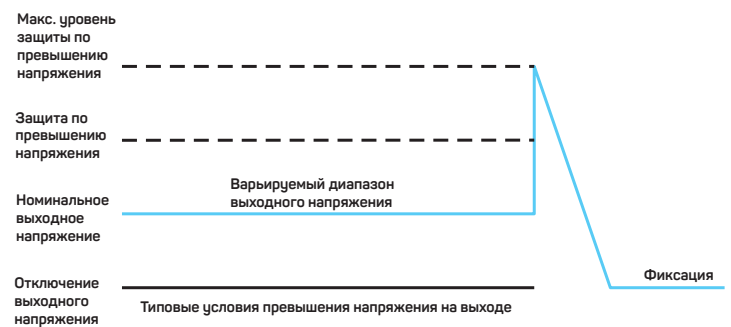 Макс. уровень
защиты по
превышению
напряжения
Защита по
превышению
напряжения
Варьируемый диапазон
выходного напряжения
Номинальное
выходное
напряжение
Фиксация
Отключение
выходного
напряжения
Типовые условия превышения напряжения на выходе